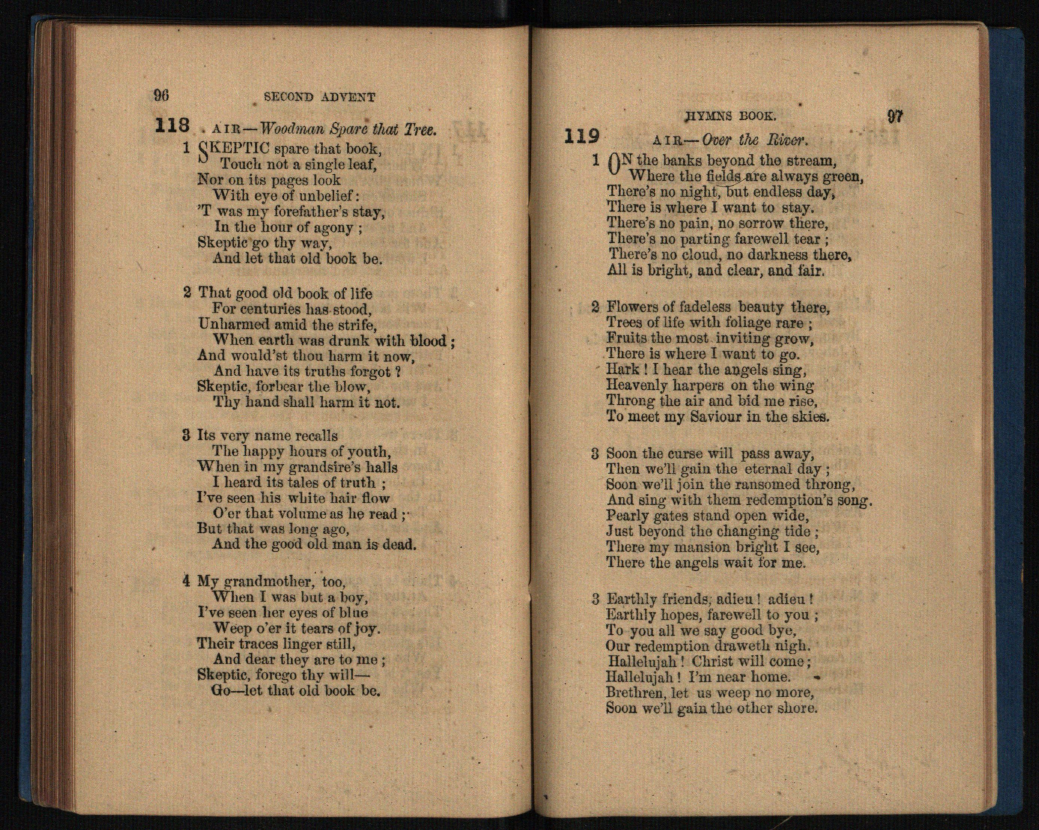 96
SECOND ADVENT
118 . AIR—Woodman Spare that Tree.
1 SKEPTIC spare that book,
Touch not a single leaf,
Nor on its pages look
With eye of unbelief:
'T was my forefather's stay,
In the hour of agony ;
Skeptic go thy way,
And let that old book be.
2 That good old book of life
For centuries has stood,
Unharmed amid the strife,
When earth was drunk with blood ;
And would'st thou harm it now,
And have its truths forgot ?
Skeptic, forbear the blow,
Thy hand shall harm it not.
3 Its very name recalls
The happy hours of youth,
When in my grandsire's halls
I heard its tales of truth ;
I've seen his white hair flow
O'er that volume as he read ;
But that was long ago,
And the good old man is dead.
4 My grandmother, too,
When I was but a boy,
I've seen her eyes of blue
Weep o'er it tears of joy.
Their traces linger still,
And dear they are to me ;
Skeptic, forego thy will—
Go—let that old book be.
HYMNS BOOK.
97
119 AIR—Over the River.
1 ON the banks beyond the stream,
Where the fields are always green,
There's no night, but endless day,
There is where I want to stay.
There's no pain, no sorrow there,
There's no parting farewell tear ;
There's no cloud, no darkness there,
All is bright, and clear, and fair.
2 Flowers of fadeless beauty there,
Trees of life with foliage rare ;
Fruits the most inviting grow,
There is where I want to go.
Hark ! I hear the angels sing,
Heavenly harpers on the wing
Throng the air and bid me rise,
To meet my Saviour in the skies.
3 Soon the curse will pass away,
Then we'll gain the eternal day ;
Soon we'll join the ransomed throng,
And sing with them redemption's song.
Pearly gates stand open wide,
Just beyond the changing tide ;
There my mansion bright I see,
There the angels wait for me.
3 Earthly friends, adieu ! adieu !
Earthly hopes, farewell to you ;
To you all we say good bye,
Our redemption draweth nigh.
Hallelujah ! Christ will come ;
Hallelujah ! I'm near home.
Brethren, let us weep no more,
Soon we'll gain the other shore.